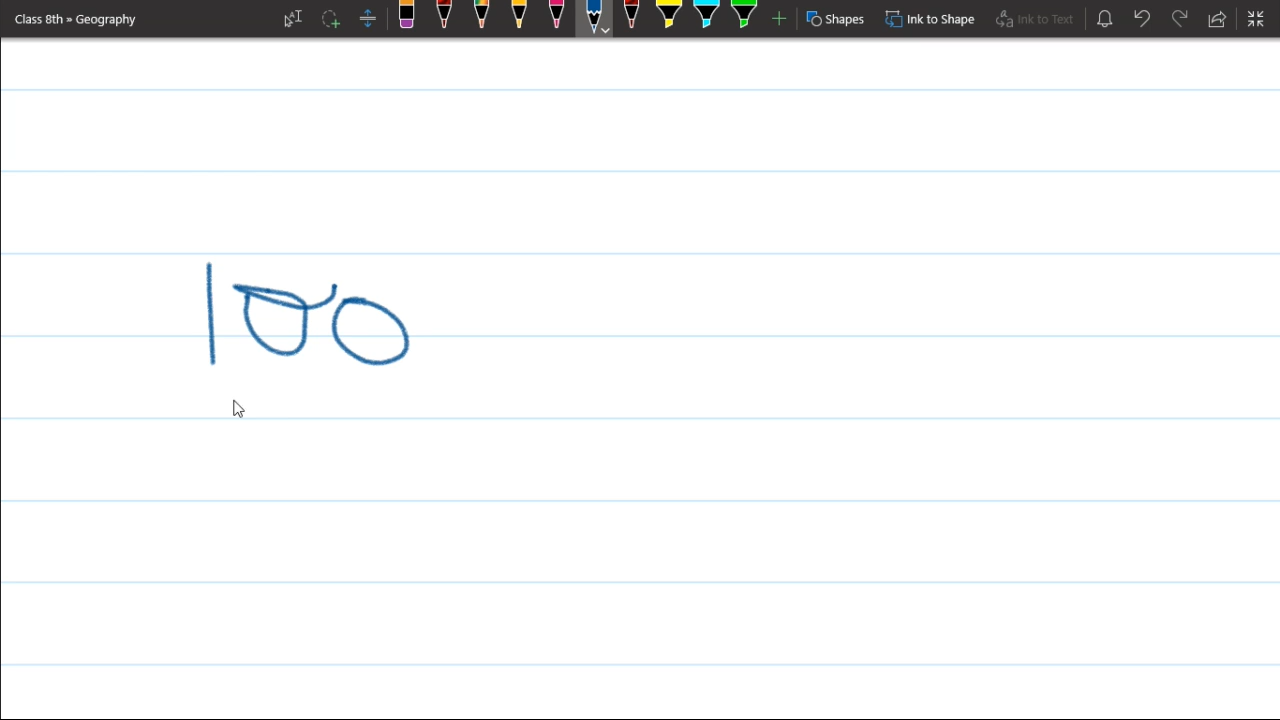 Class 8th » Geography
Shapes
Ink to Shape
Ink to Text
100